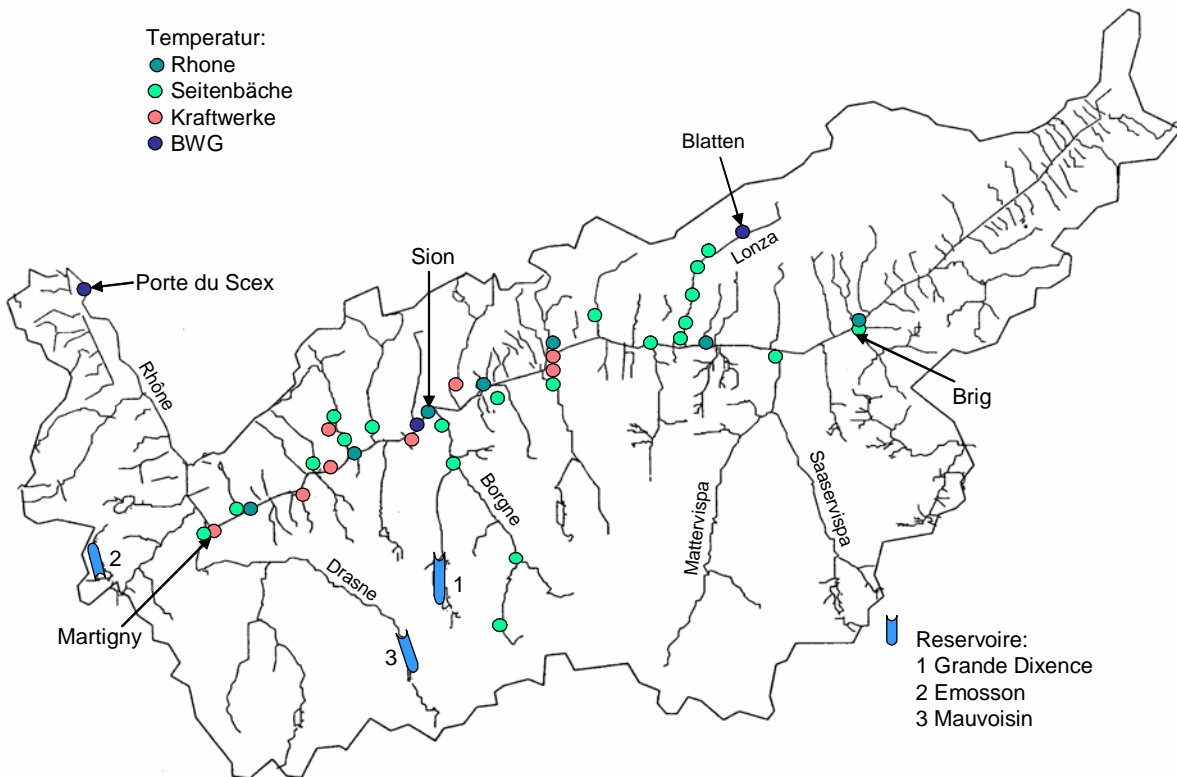 Temperatur:
Rhone
Seitenbäche
Kraftwerke
BWG
Blatten
Lonza
Sion
Porte du Scex
Rhône
Brig
Borgne
Mattervispa
Saaservispa
2
1
Drasne
Martigny
3
Reservoire:
1 Grande Dixence
2 Emosson
3 Mauvoisin